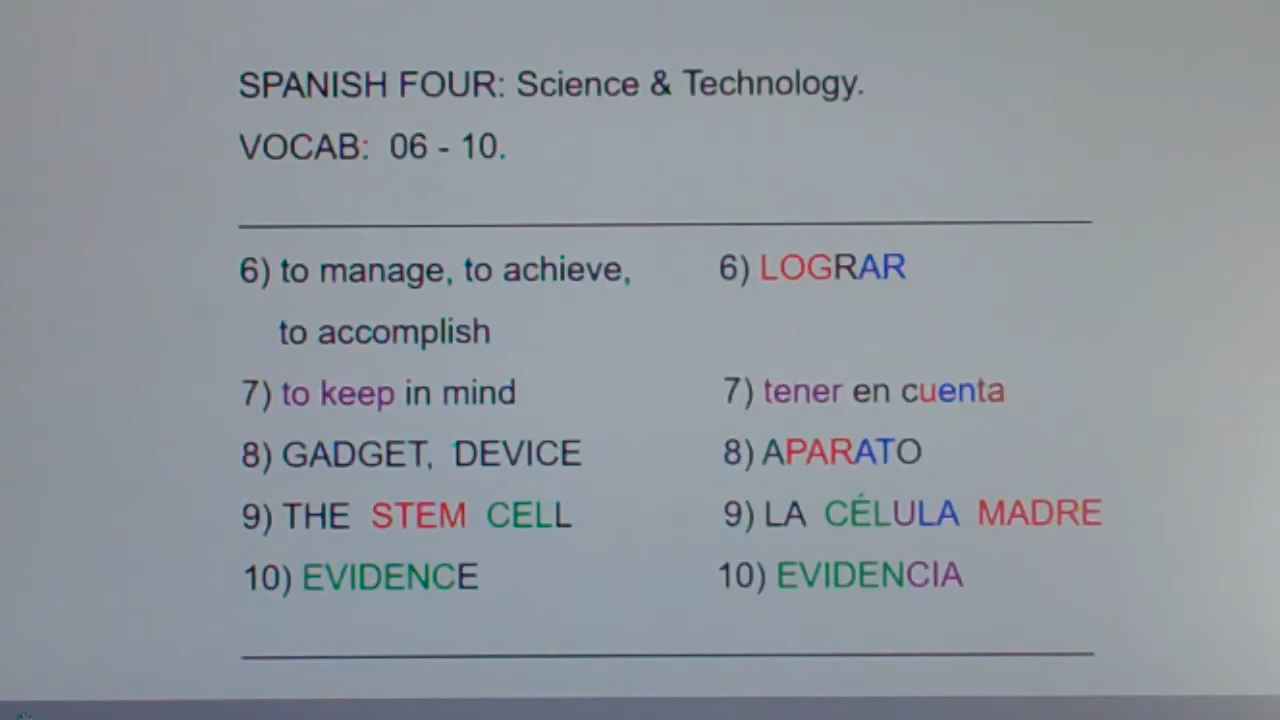 SPANISH FOUR: Science & Technology.
VOCAB: 06 - 10.
6) to manage, to achieve, 6) LOGRAR
to accomplish
7) to keep in mind 7) tener en cuenta
8) GADGET, DEVICE 8) APARATO
9) THE STEM CELL 9) LA CÉLULA MADRE
10) EVIDENCE 10) EVIDENCIA